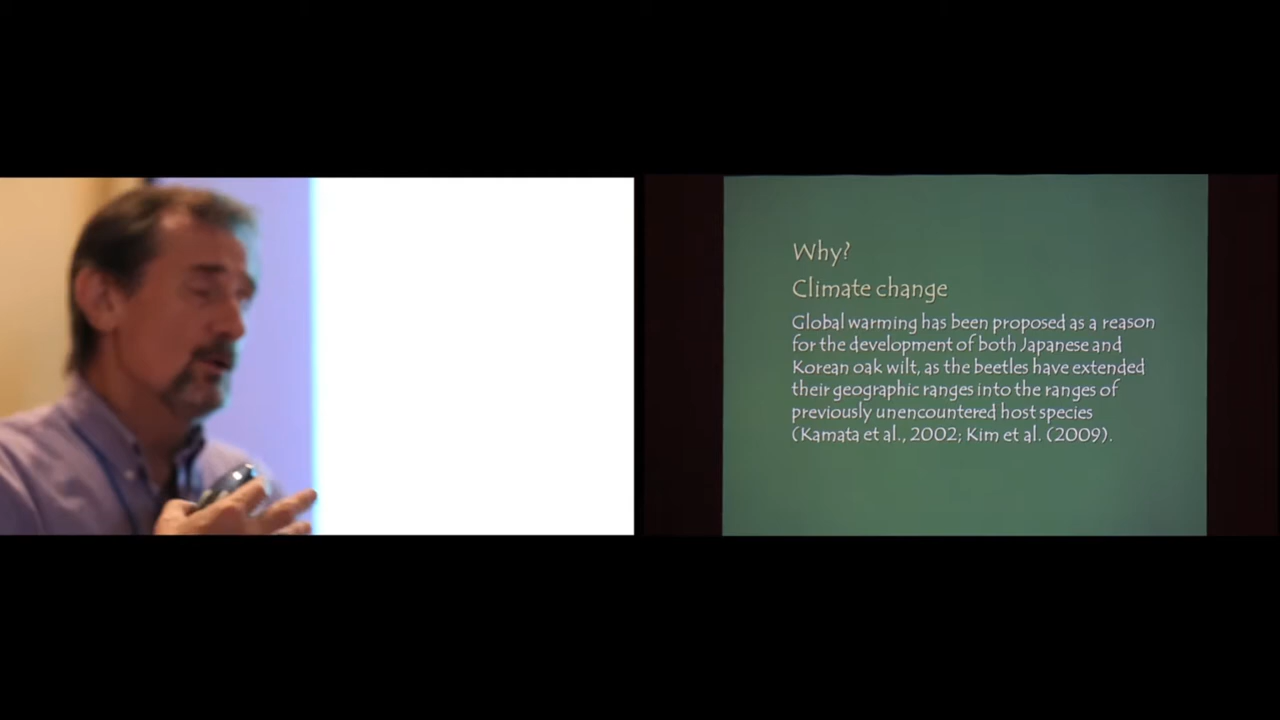 Why?
Climate change
Global warming has been proposed as a reason
for the development of both Japanese and
Korean oak wilt, as the beetles have extended
their geographic ranges into the ranges of
previously unencountered host species
(Kamata et al., 2002; Kim et al. (2009).